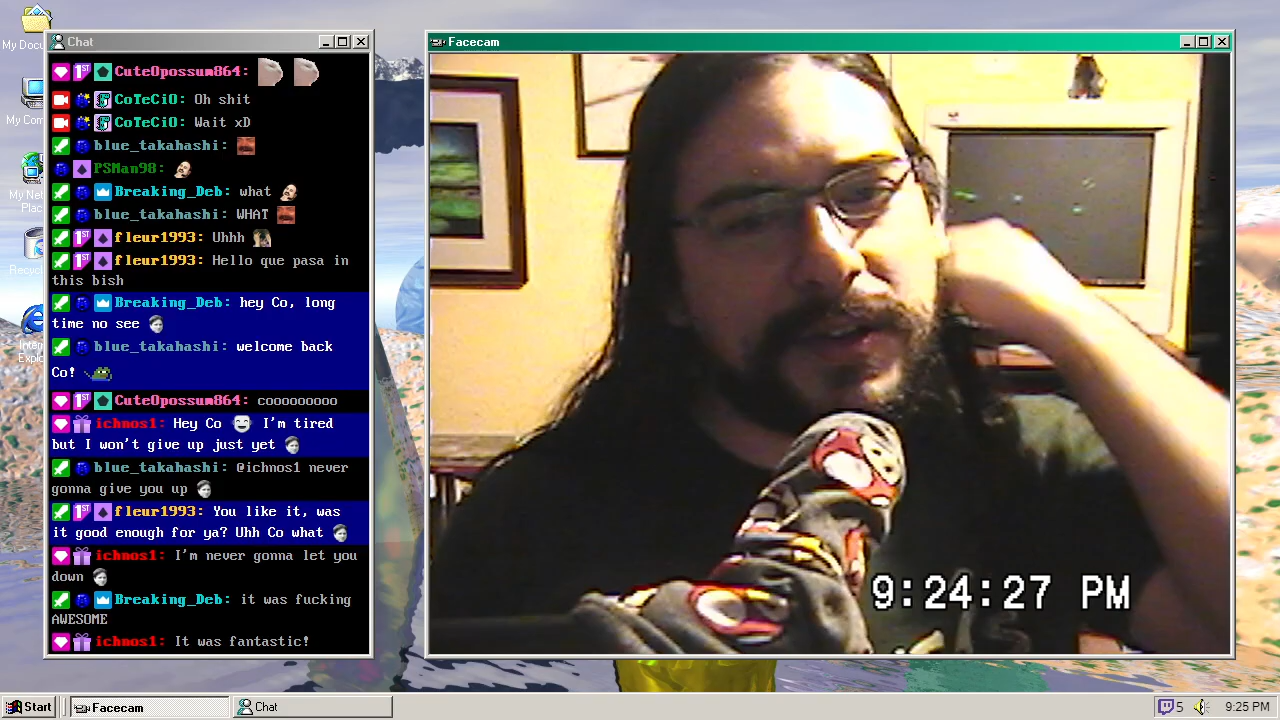 My Docu
My Com
My Net
Plac
Recyc
Inter
Explo
Chat
CuteOpossum864:
CoTeCiO: Oh shit
CoTeCiO: Wait xD
blue_takahashi:
PSMan98:
Breaking_Deb: what
blue_takahashi: WHAT
fleur1993: Uhhh
fleur1993: Hello que pasa in
this bish
Breaking_Deb: hey Co, long
time no see
blue_takahashi: welcome back
Co!
CuteOpossum864: cooooooooo
ichnos1: Hey Co I'm tired
but I won't give up just yet
blue_takahashi: @ichnos1 never
gonna give you up
fleur1993: You like it, was
it good enough for ya? Uhh Co what
ichnos1: I'm never gonna let you
down
Breaking_Deb: it was fucking
AWESOME
ichnos1: It was fantastic!
Facecam
9:24:27 PM
Start
Facecam
Chat
5
9:25 PM